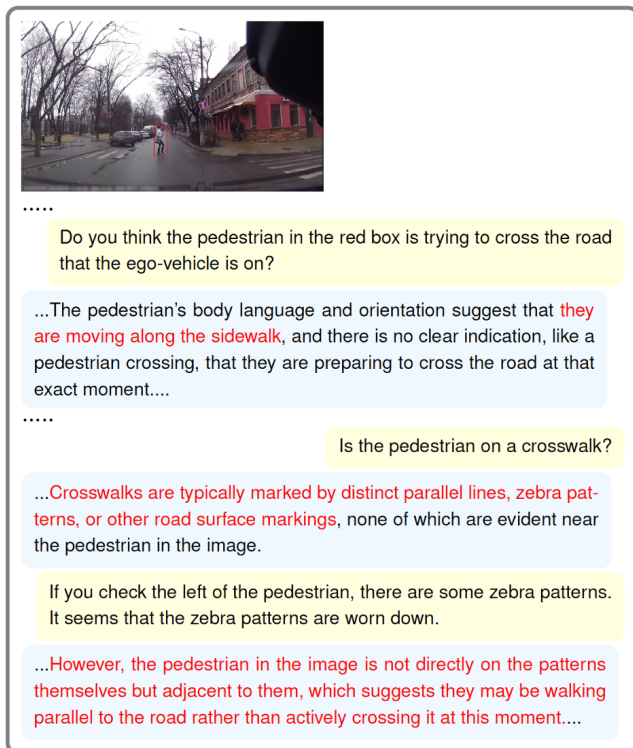 .....
Do you think the pedestrian in the red box is trying to cross the road
that the ego-vehicle is on?
...The pedestrian's body language and orientation suggest that they
are moving along the sidewalk, and there is no clear indication, like a
pedestrian crossing, that they are preparing to cross the road at that
exact moment....
.....
Is the pedestrian on a crosswalk?
...Crosswalks are typically marked by distinct parallel lines, zebra pat-
terns, or other road surface markings, none of which are evident near
the pedestrian in the image.
If you check the left of the pedestrian, there are some zebra patterns.
It seems that the zebra patterns are worn down.
...However, the pedestrian in the image is not directly on the patterns
themselves but adjacent to them, which suggests they may be walking
parallel to the road rather than actively crossing it at this moment....